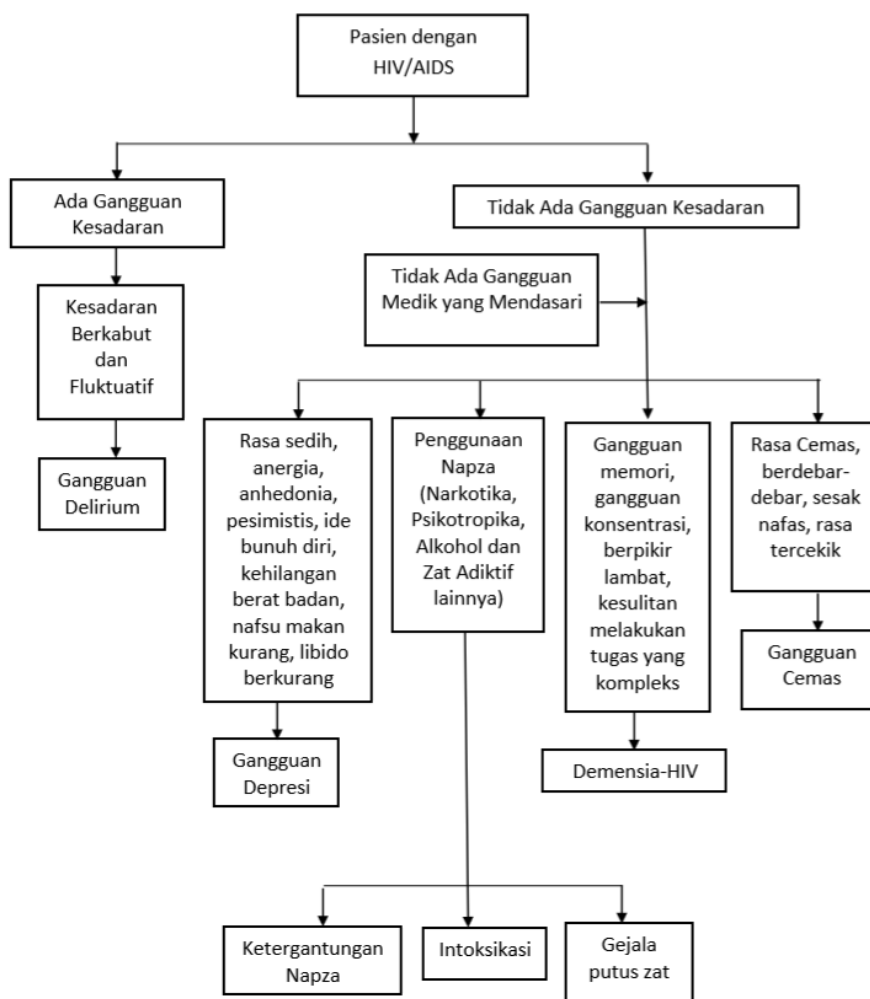 Pasien dengan
HIV/AIDS
Ada Gangguan
Kesadaran
Tidak Ada Gangguan Kesadaran
Tidak Ada Gangguan
Medik yang Mendasari
Kesadaran
Berkabut
dan
Fluktuatif
Gangguan
Delirium
Rasa sedih,
anergia,
anhedonia,
pesimistis, ide
bunuh diri,
kehilangan
berat badan,
nafsu makan
kurang, libido
berkurang
Penggunaan
Napza
(Narkotika,
Psikotropika,
Alkohol dan
Zat Adiktif
lainnya)
Gangguan
memori,
gangguan
konsentrasi,
berpikir
lambat,
kesulitan
melakukan
tugas yang
kompleks
Rasa Cemas,
berdebar-
debar, sesak
nafas, rasa
tercekik
Gangguan
Cemas
Gangguan
Depresi
Demensia-HIV
Ketergantungan
Napza
Intoksikasi
Gejala
putus zat